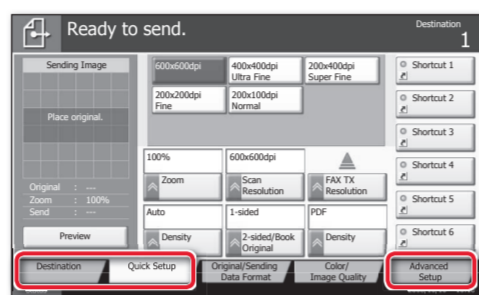 Ready to send.
Destination
1
Sending Image
Place original.
Original : ---
Zoom : 100%
Send : ---
Preview
600x600dpi
400x400dpi
Ultra Fine
200x400dpi
Super Fine
200x200dpi
Fine
200x100dpi
Normal
100%
Zoom
600x600dpi
Scan
Resolution
FAX TX
Resolution
Auto
Density
1-sided
2-sided/Book
Original
PDF
Density
Shortcut 1
Shortcut 2
Shortcut 3
Shortcut 4
Shortcut 5
Shortcut 6
Destination
Quick Setup
Original/Sending
Data Format
Color/
Image Quality
Advanced
Setup